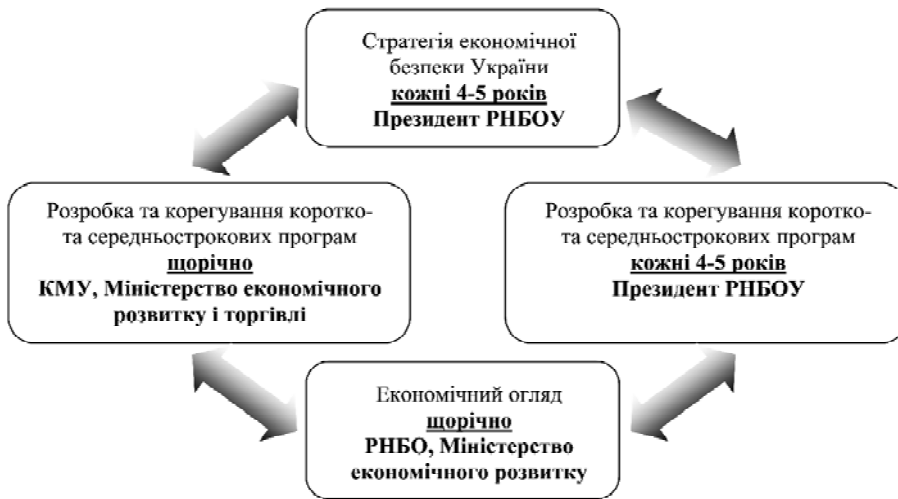 Стратегія економічної
безпеки України
кожні 4-5 років
Президент РНБОУ
Розробка та корегування коротко-
та середньострокових програм
щорічно
КМУ, Міністерство економічного
розвитку і торгівлі
Розробка та корегування коротко-
та середньострокових програм
кожні 4-5 років
Президент РНБОУ
Економічний огляд
щорічно
РНБО, Міністерство
економічного розвитку